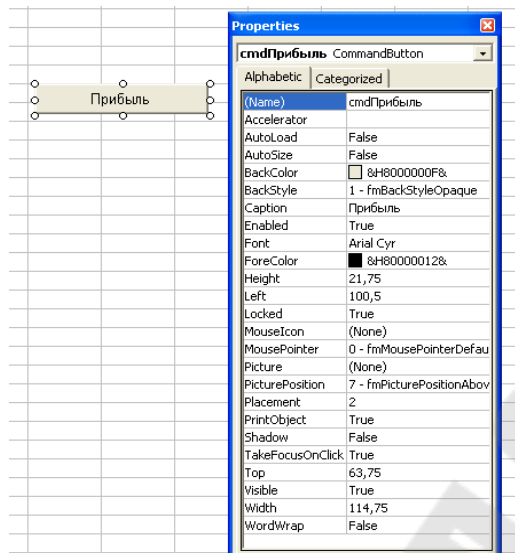 Прибыль
Properties
cmdПрибыль CommandButton
Alphabetic Categorized
(Name) cmdПрибыль
Accelerator
AutoLoad False
AutoSize False
BackColor &H8000000F&
BackStyle 1 - fmBackStyleOpaque
Caption Прибыль
Enabled True
Font Arial Cyr
ForeColor &H80000012&
Height 21,75
Left 100,5
Locked True
MouseIcon (None)
MousePointer 0 - fmMousePointerDefau
Picture (None)
PicturePosition 7 - fmPicturePositionAbov
Placement 2
PrintObject True
Shadow False
TakeFocusOnClick True
Top 63,75
Visible True
Width 114,75
WordWrap False